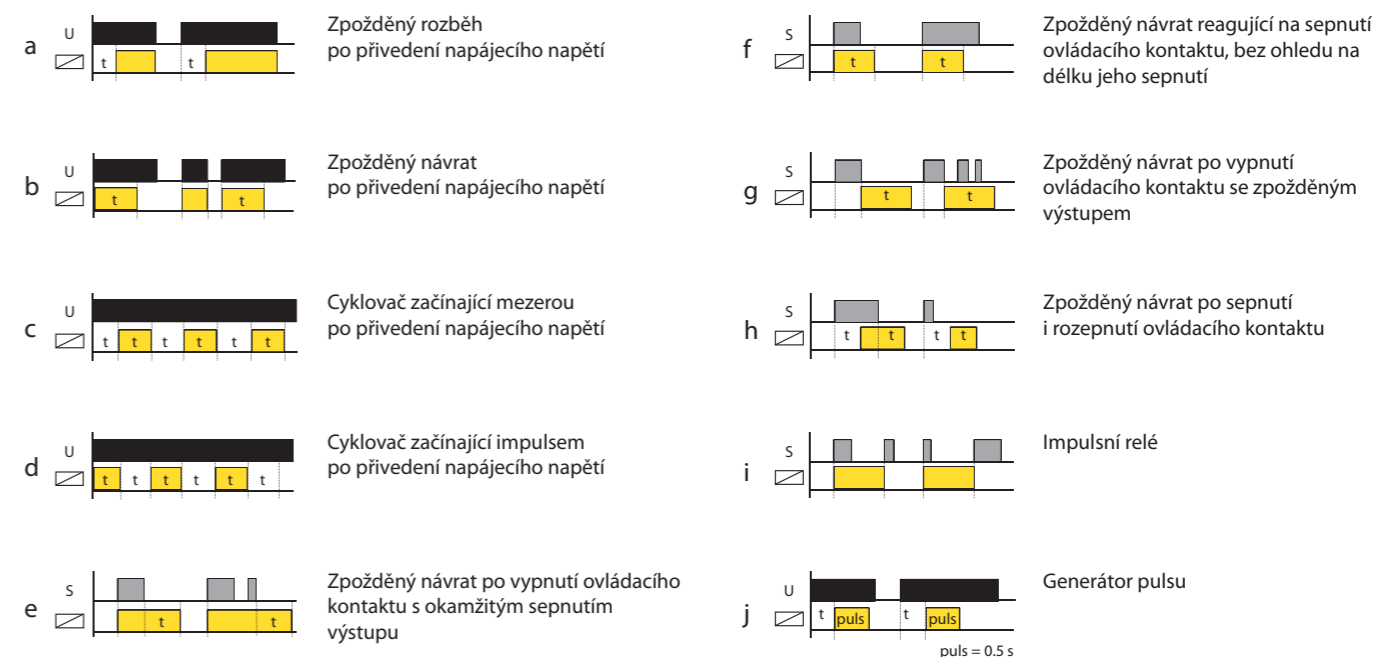 a
U
t
t
Zpožděný rozběh
po přivedení napájecího napětí
b
U
t
t
Zpožděný návrat
po přivedení napájecího napětí
c
U
t t t t t t
Cyklovač začínající mezerou
po přivedení napájecího napětí
d
U
t t t t t t
Cyklovač začínající impulsem
po přivedení napájecího napětí
e
S
t
t
Zpožděný návrat po vypnutí ovládacího
kontaktu s okamžitým sepnutím
výstupu
f
S
t
t
Zpožděný návrat reagující na sepnutí
ovládacího kontaktu, bez ohledu na
délku jeho sepnutí
g
S
t
t
Zpožděný návrat po vypnutí
ovládacího kontaktu se zpožděným
výstupem
h
S
t t t t
Zpožděný návrat po sepnutí
i rozepnutí ovládacího kontaktu
i
S
Impulsní relé
j
U
t puls t puls
puls = 0.5 s
Generátor pulsu